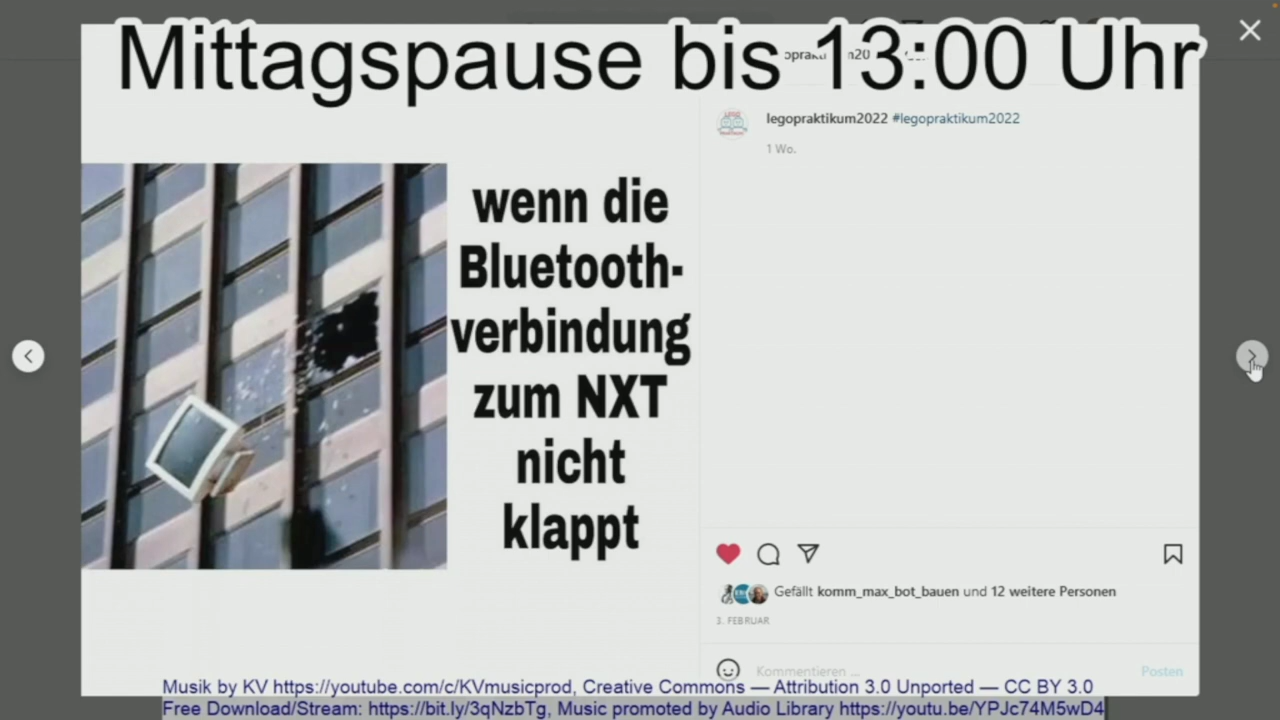 Mittagspause bis 13:00 Uhr
legopraktikum2022 #legopraktikum2022
1 Wo.
wenn die
Bluetooth-
verbindung
zum NXT
nicht
klappt
Gefällt komm_max_bot_bauen und 12 weitere Personen
3. FEBRUAR
Kommentieren ...
Posten
Musik by KV https://youtube.com/c/KVmusicprod, Creative Commons — Attribution 3.0 Unported — CC BY 3.0
Free Download/Stream: https://bit.ly/3qNzbTg, Music promoted by Audio Library https://youtu.be/YPJc74M5wD4